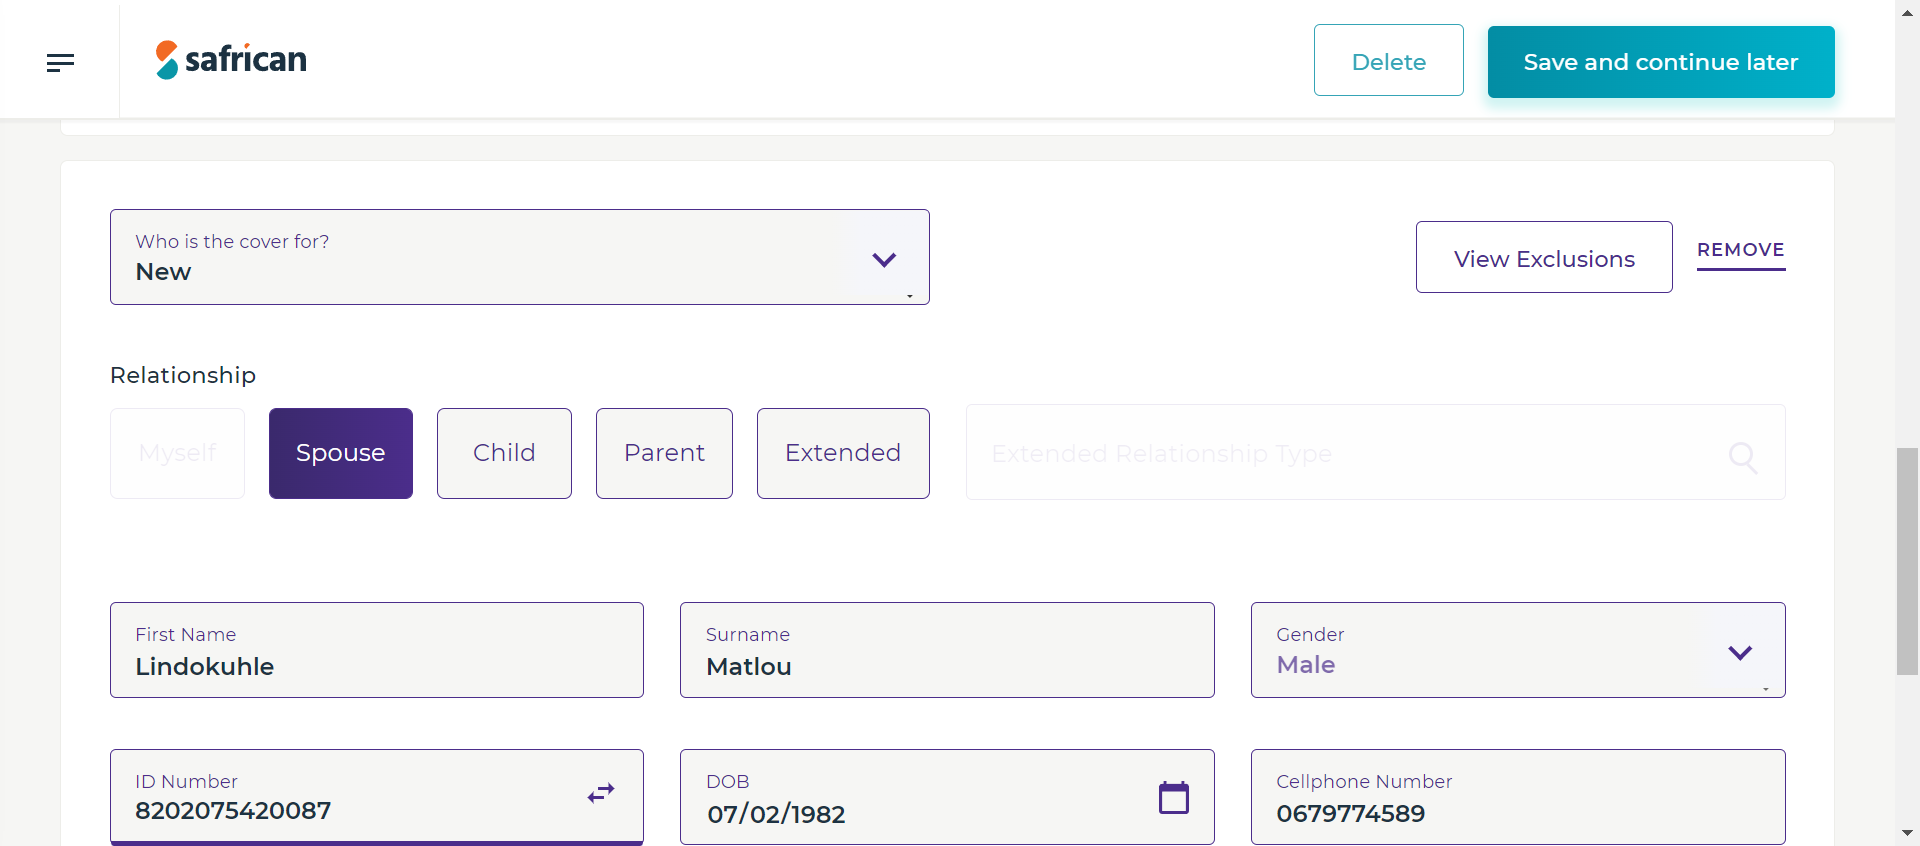 safrican
Delete
Save and continue later
Who is the cover for?
New
View Exclusions
REMOVE
Relationship
Myself
Spouse
Child
Parent
Extended
Extended Relationship Type
First Name
Lindokuhle
Surname
Matlou
Gender
Male
ID Number
8202075420087
DOB
07/02/1982
Cellphone Number
0679774589